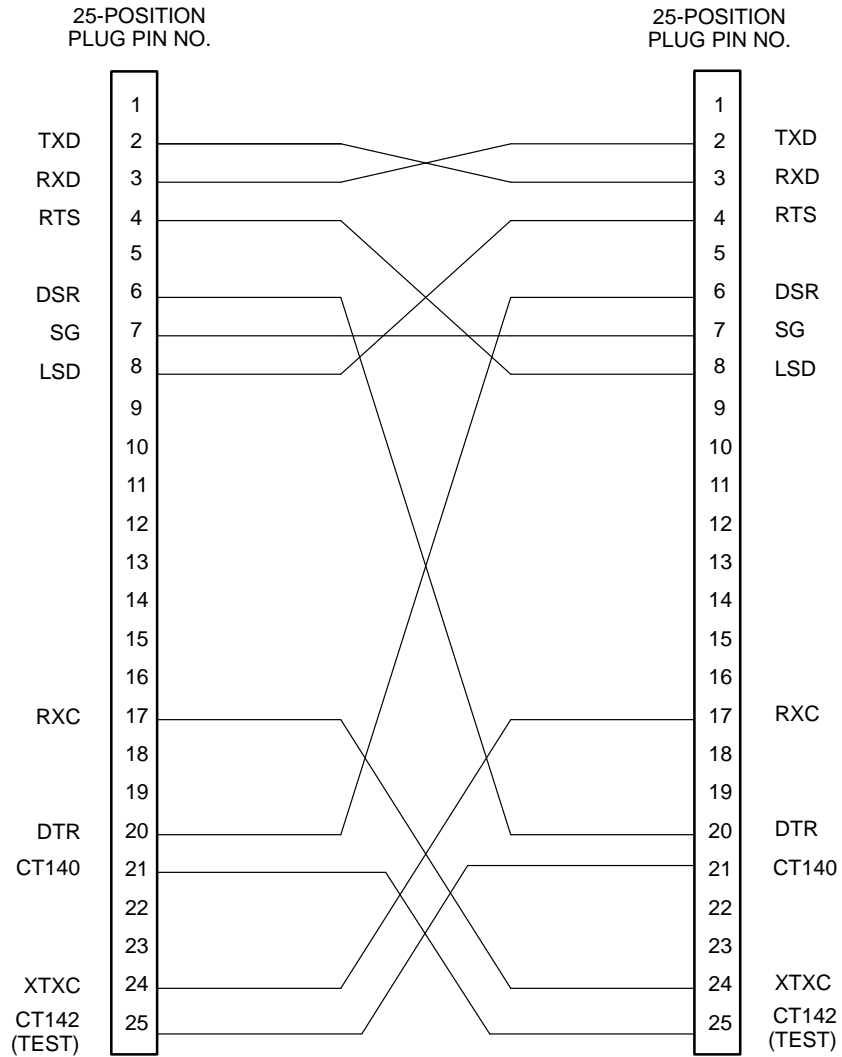 25-POSITION 25-POSITION
PLUG PIN NO. PLUG PIN NO.
1 1
TXD 2 2 TXD
RXD 3 3 RXD
RTS 4 4 RTS
5 5
DSR 6 6 DSR
SG 7 7 SG
LSD 8 8 LSD
9 9
10 10
11 11
12 12
13 13
14 14
15 15
16 16
RXC 17 17 RXC
18 18
19 19
DTR 20 20 DTR
CT140 21 21 CT140
22 22
23 23
XTXC 24 24 XTXC
CT142 25 25 CT142
(TEST) (TEST)